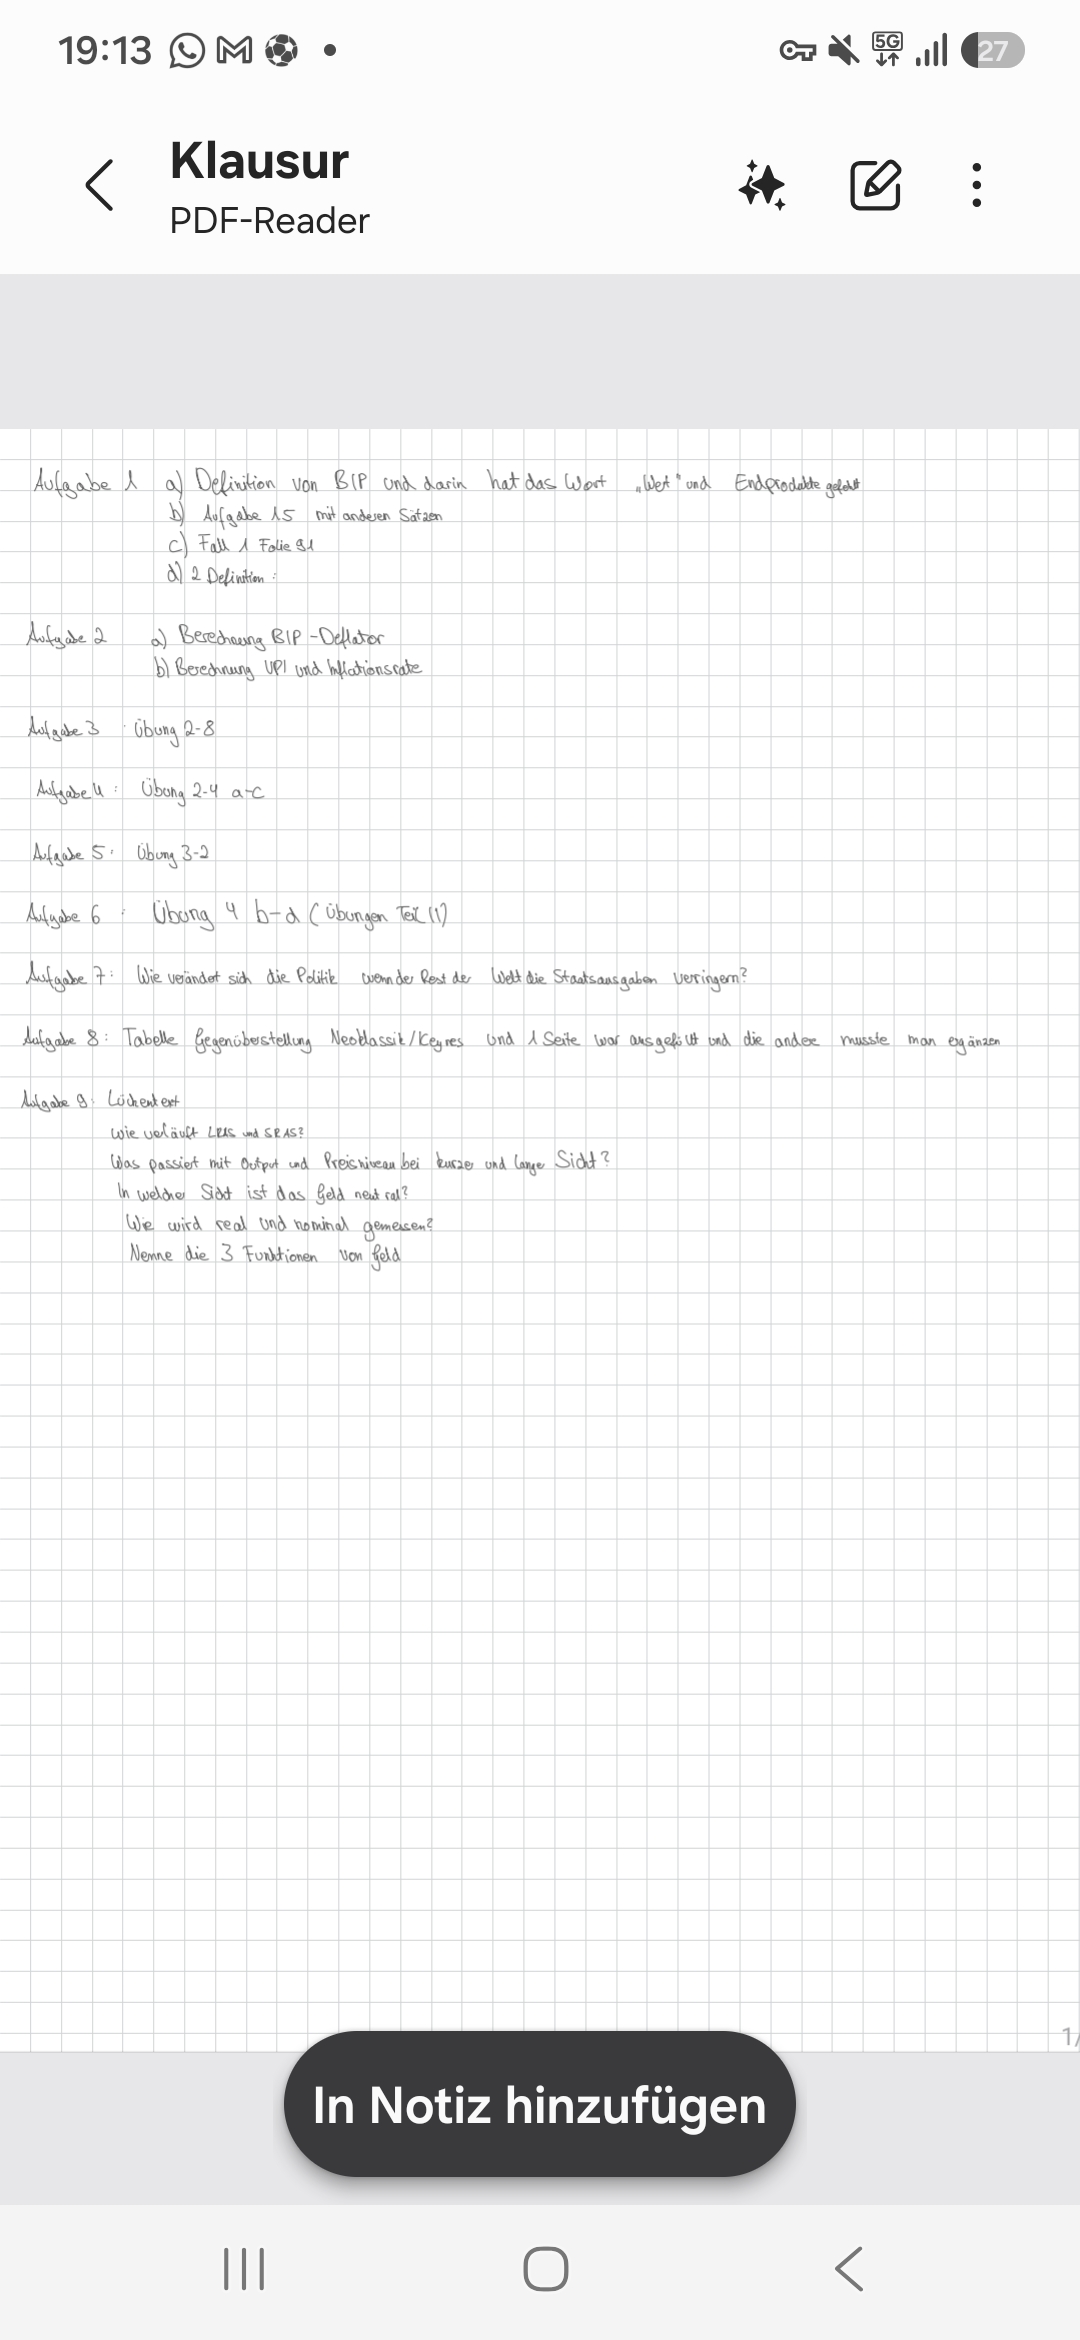 19:13
5G
27
Klausur
PDF-Reader
Aufgabe 1 a) Definition von BIP und darin hat das Wort „Wert" und Endprodukte gefehlt
b) Aufgabe 15 mit anderen Sätzen
c) Fall 1 Folie 91
d) 2 Definition:
Aufgabe 2 a) Berechnung BIP-Deflator
b) Berechnung VPI und Inflationsrate
Aufgabe 3 Übung 2-8
Aufgabe 4: Übung 2-4 a-c
Aufgabe 5: Übung 3-2
Aufgabe 6: Übung 4 b-d (Übungen Teil II)
Aufgabe 7: Wie verändert sich die Politik wenn der Rest der Welt die Staatsausgaben verringern?
Aufgabe 8: Tabelle Gegenüberstellung Neoklassik/Keynes und 1 Seite war ausgefüllt und die andere musste man ergänzen
Aufgabe 9: Lückentext
Wie verläuft LRAS und SRAS?
Was passiert mit Output und Preisniveau bei kurzer und lange Sicht?
In welcher Sicht ist das Geld neutral?
Wie wird real und nominal gemessen?
Nenne die 3 Funktionen von Geld
1/
In Notiz hinzufügen